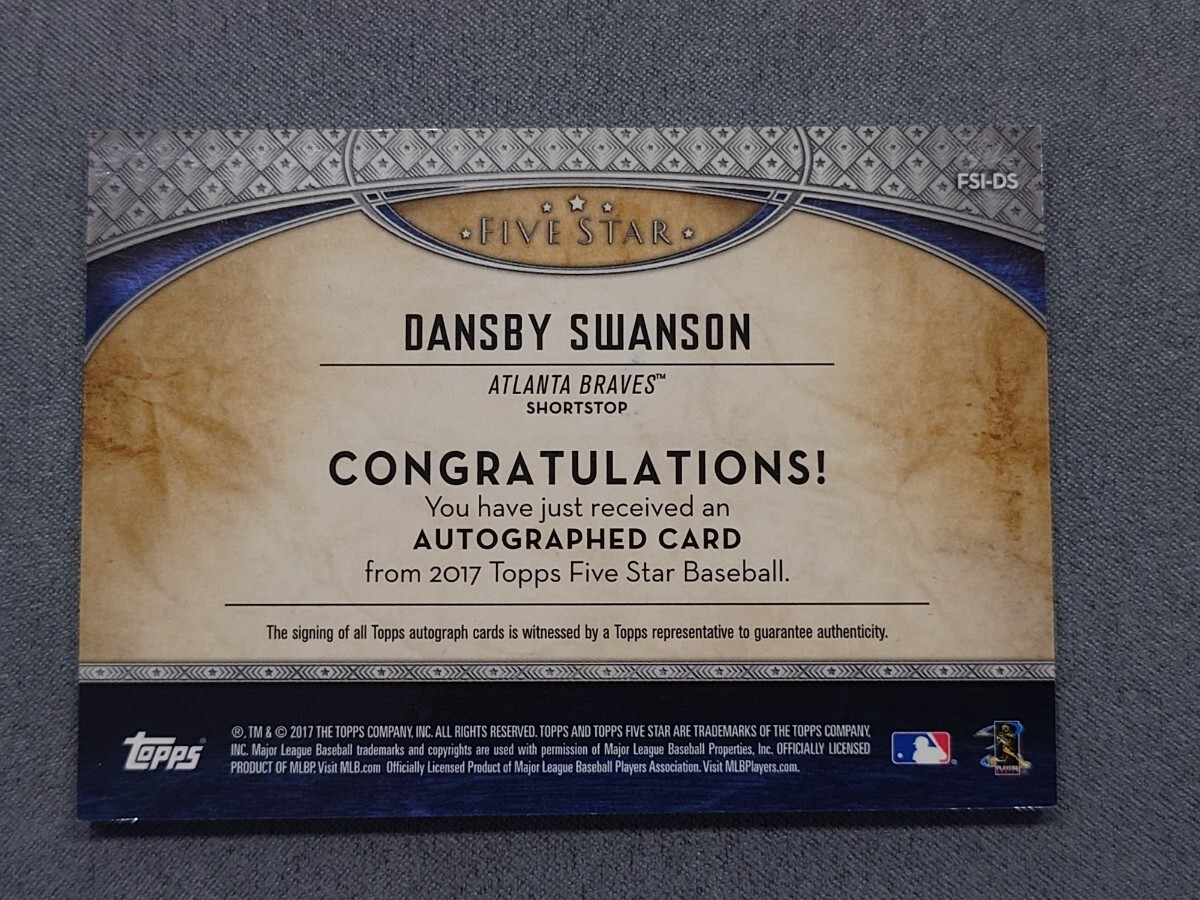 FSI-DS
FIVE STAR
DANSBY SWANSON
ATLANTA BRAVES™
SHORTSTOP
CONGRATULATIONS!
You have just received an
AUTOGRAPHED CARD
from 2017 Topps Five Star Baseball.
The signing of all Topps autograph cards is witnessed by a Topps representative to guarantee authenticity.
topps®
®, TM & © 2017 THE TOPPS COMPANY, INC. ALL RIGHTS RESERVED. TOPPS AND TOPPS FIVE STAR ARE TRADEMARKS OF THE TOPPS COMPANY,
INC. Major League Baseball trademarks and copyrights are used with permission of Major League Baseball Properties, Inc. OFFICIALLY LICENSED
PRODUCT OF MLBP. Visit MLB.com Officially Licensed Product of Major League Baseball Players Association. Visit MLBPlayers.com.
PLAYERS